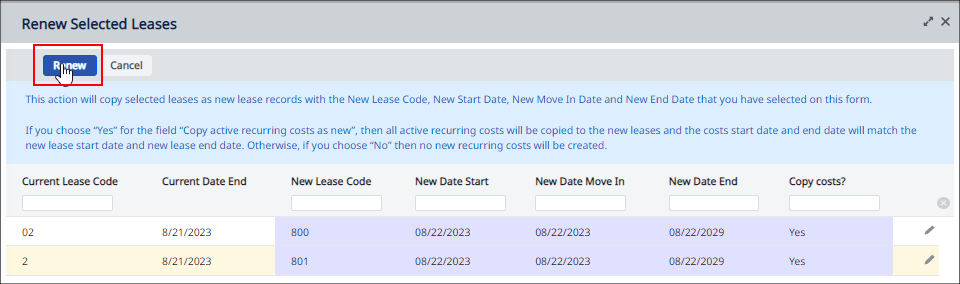 Renew Selected Leases
Renew Cancel
This action will copy selected leases as new lease records with the New Lease Code, New Start Date, New Move In Date and New End Date that you have selected on this form.
If you choose “Yes” for the field “Copy active recurring costs as new”, then all active recurring costs will be copied to the new leases and the costs start date and end date will match the
new lease start date and new lease end date. Otherwise, if you choose “No” then no new recurring costs will be created.
Current Lease Code Current Date End New Lease Code New Date Start New Date Move In New Date End Copy costs?
02 8/21/2023 800 08/22/2023 08/22/2023 08/22/2029 Yes
2 8/21/2023 801 08/22/2023 08/22/2023 08/22/2029 Yes